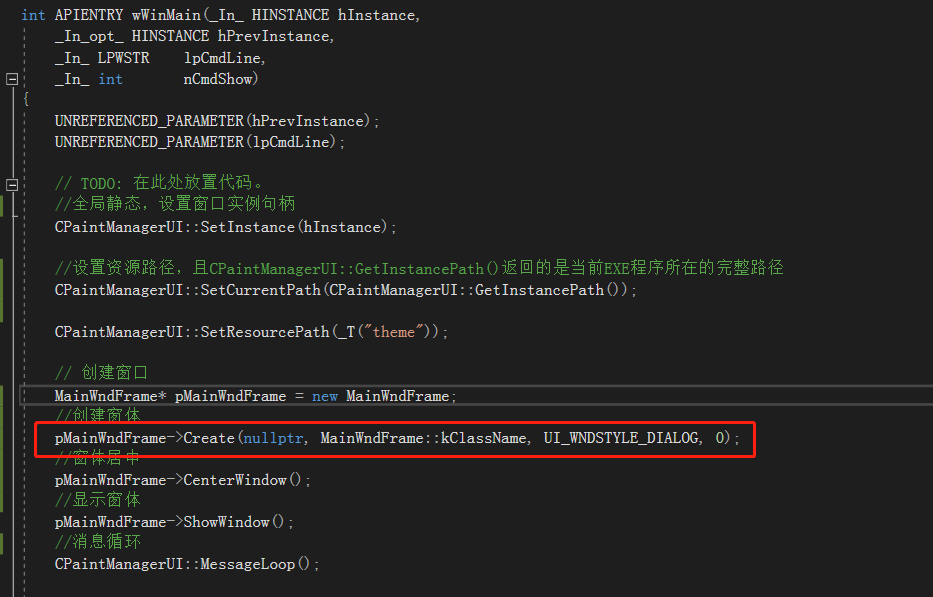 int APIENTRY wWinMain(_In_ HINSTANCE hInstance,
_In_opt_ HINSTANCE hPrevInstance,
_In_ LPWSTR lpCmdLine,
_In_ int nCmdShow)
{
UNREFERENCED_PARAMETER(hPrevInstance);
UNREFERENCED_PARAMETER(lpCmdLine);
// TODO: 在此处放置代码。
//全局静态，设置窗口实例句柄
CPaintManagerUI::SetInstance(hInstance);
//设置资源路径，且CPaintManagerUI::GetInstancePath()返回的是当前EXE程序所在的完整路径
CPaintManagerUI::SetCurrentPath(CPaintManagerUI::GetInstancePath());
CPaintManagerUI::SetResourcePath(_T("theme"));
// 创建窗口
MainWndFrame* pMainWndFrame = new MainWndFrame;
//创建窗体
pMainWndFrame->Create(nullptr, MainWndFrame::kClassName, UI_WNDSTYLE_DIALOG, 0);
//窗体居中
pMainWndFrame->CenterWindow();
//显示窗体
pMainWndFrame->ShowWindow();
//消息循环
CPaintManagerUI::MessageLoop();